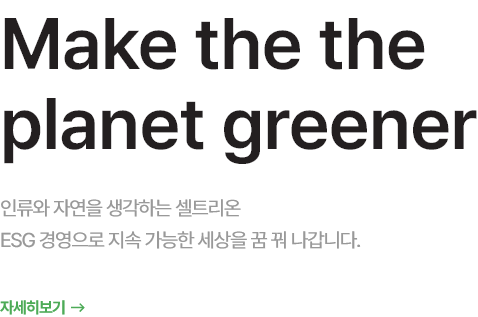 Make the the
planet greener
인류와 자연을 생각하는 셀트리온
ESG 경영으로 지속 가능한 세상을 꿈 꿔 나갑니다.
자세히보기 →